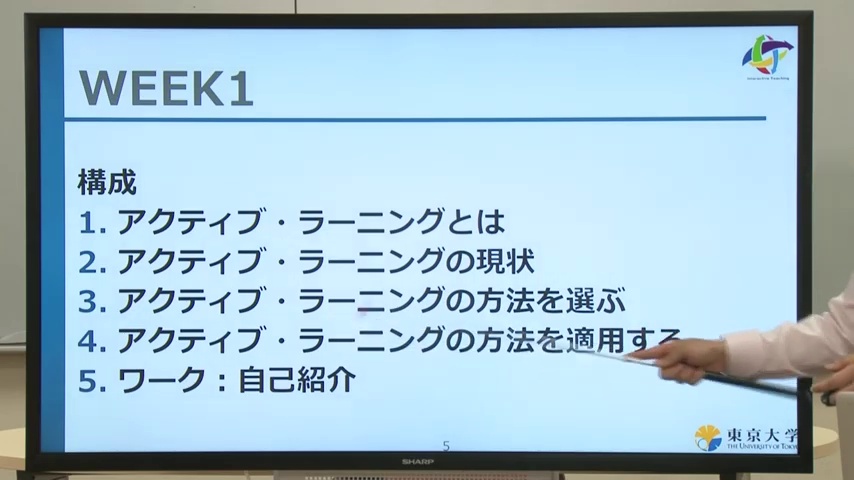 WEEK1
Interactive Teaching
構成
1. アクティブ・ラーニングとは
2. アクティブ・ラーニングの現状
3. アクティブ・ラーニングの方法を選ぶ
4. アクティブ・ラーニングの方法を適用する
5. ワーク：自己紹介
5
東京大学
THE UNIVERSITY OF TOKYO
SHARP